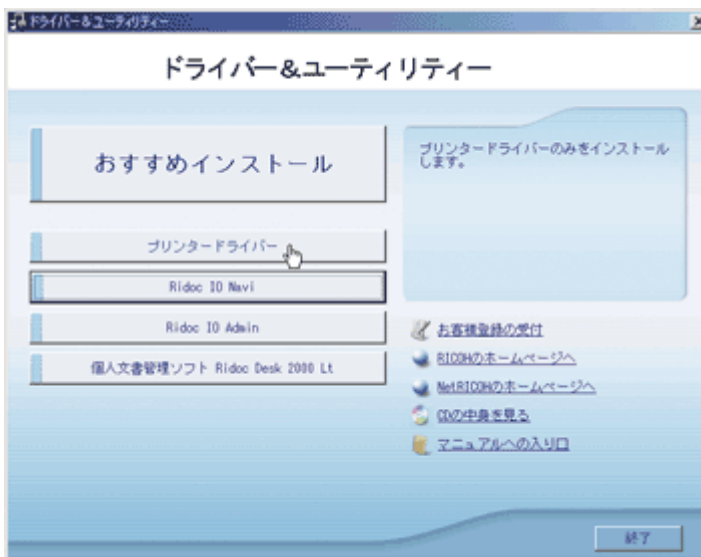 ドライバー&ユーティリティー
ドライバー&ユーティリティー
おすすめインストール
プリンタードライバーのみをインストール
します。
プリンタードライバー
Ridoc IO Navi
Ridoc IO Admin
個人文書管理ソフト Ridoc Desk 2000 Lt
お客様登録の受付
RICOHのホームページへ
NetRICOHのホームページへ
CDの中身を見る
マニュアルへの入り口
終了